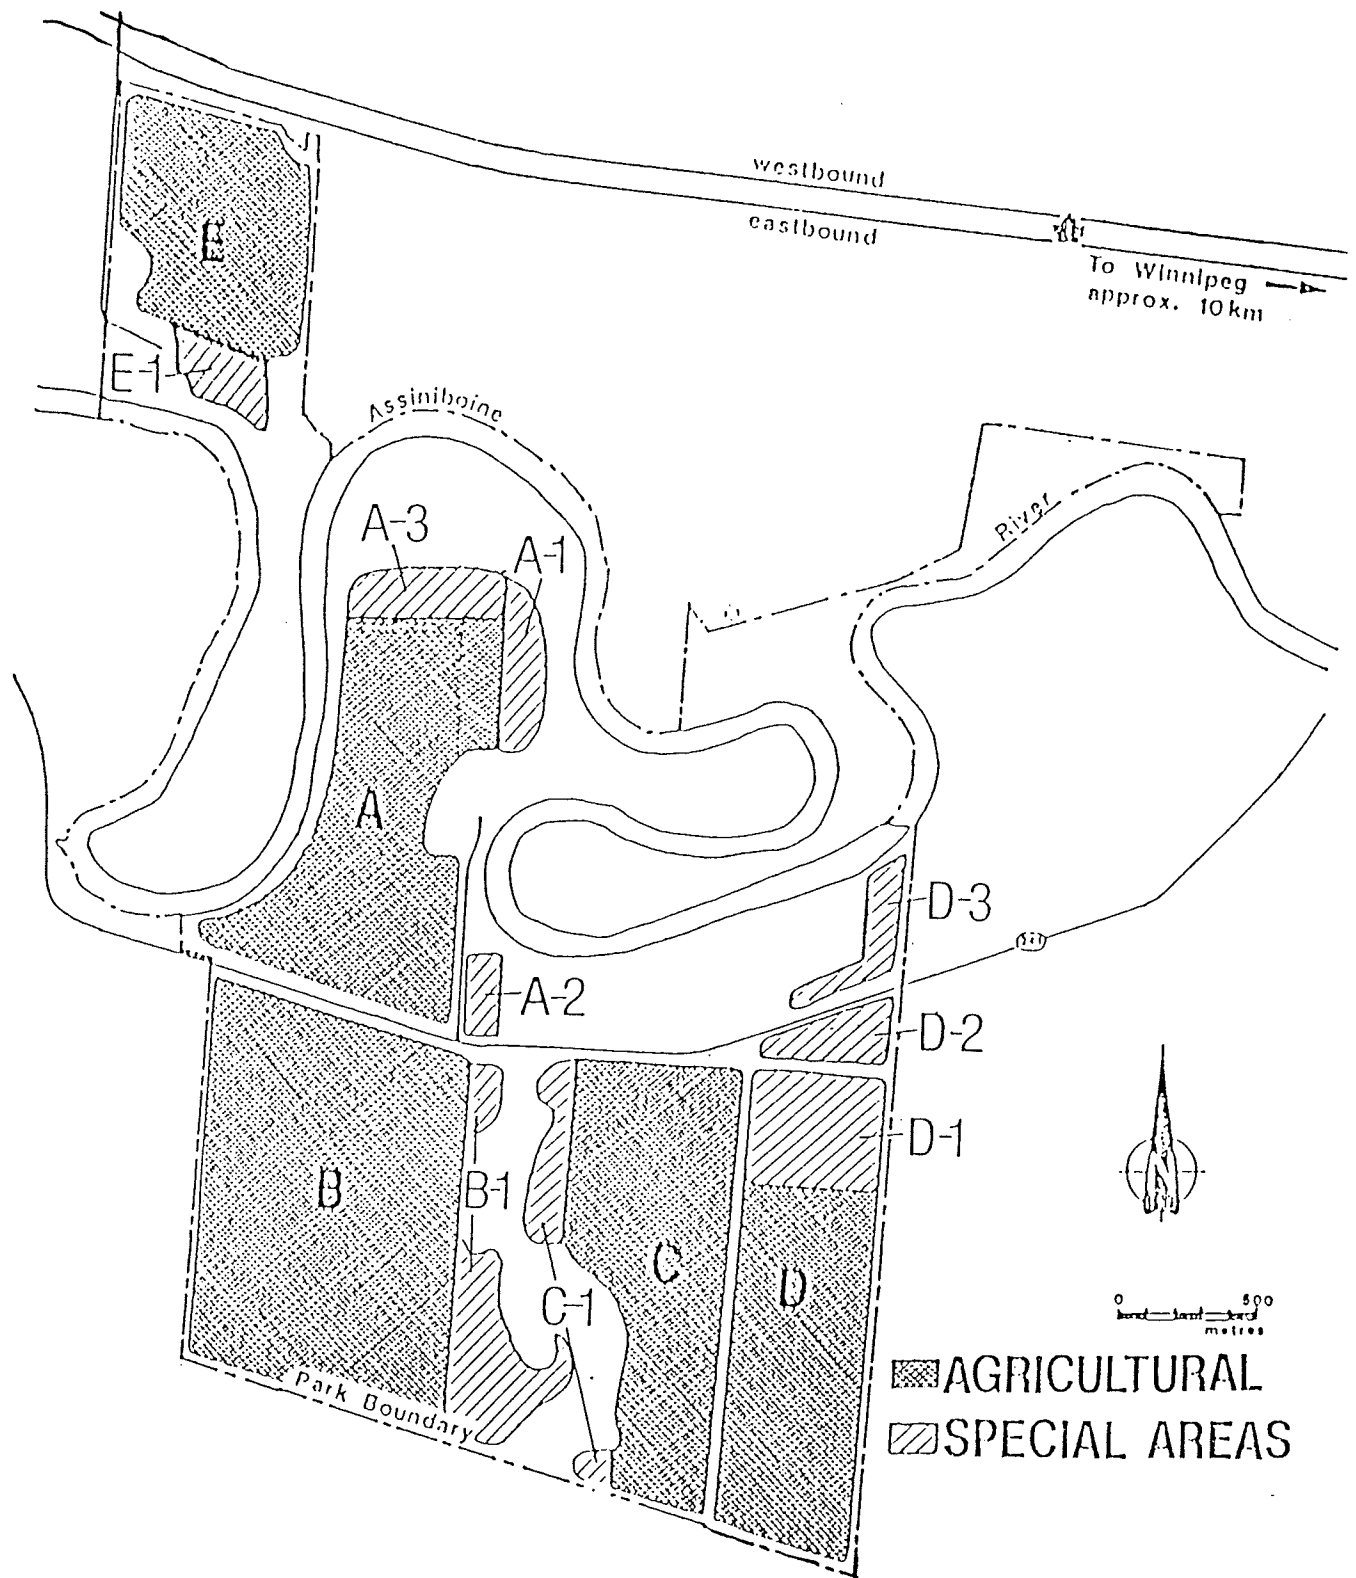 westbound
eastbound
To Winnipeg
approx. 10km
E
E-1
Assiniboine
River
A-3
A-1
A
D-3
A-2
D-2
D-1
B
B-1
C
D
C-1
0 500
metres
Park Boundary
AGRICULTURAL
SPECIAL AREAS